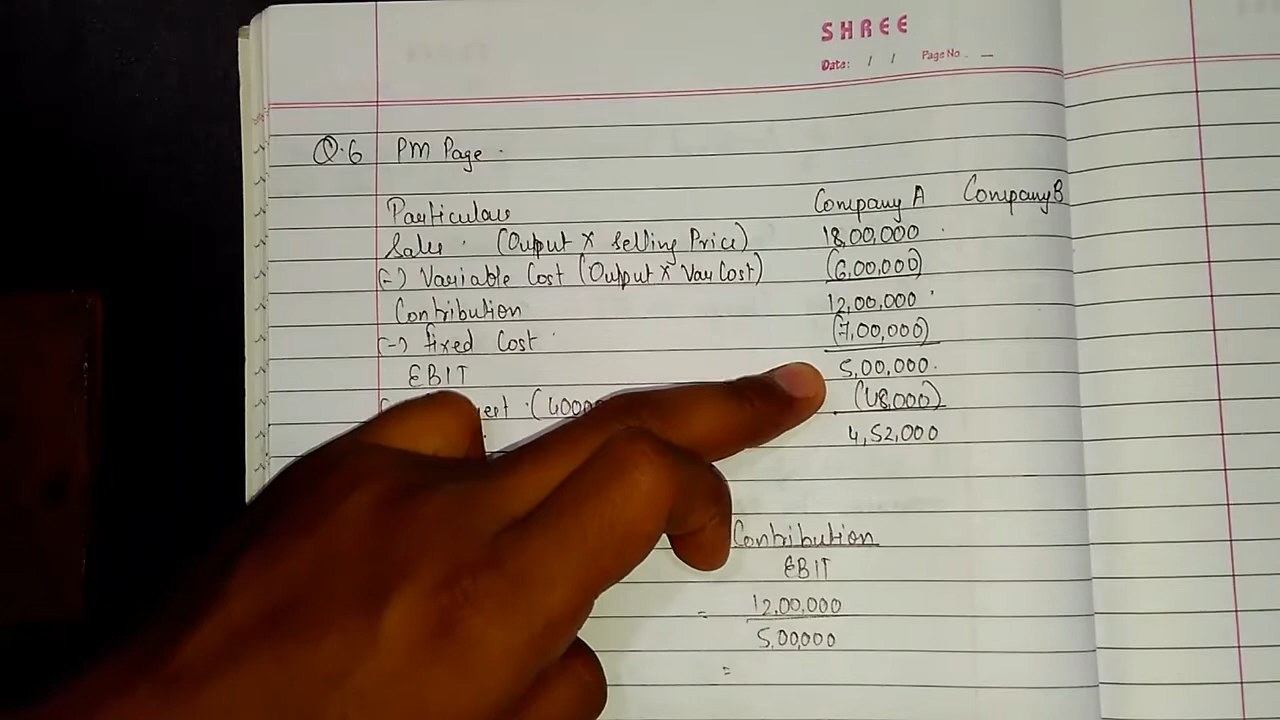 SHREE
Date: / / Page No. —
Q.6 PM Page.
Particulars Company A Company B
Sales. (Output x Selling Price) 18,00,000
(-) Variable Cost (Output x Var Cost) (6,00,000)
Contribution 12,00,000
(-) fixed Cost (7,00,000)
EBIT 5,00,000
(48,000)
4,52,000
Contribution
EBIT
= 12,00,000
5,00,000
=